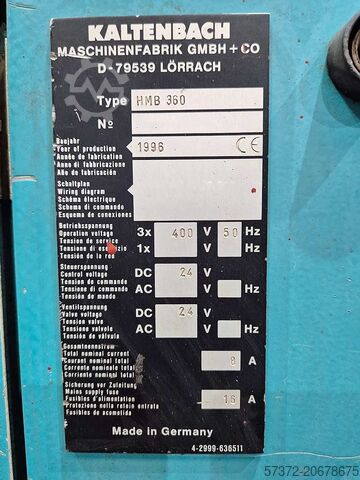 KALTENBACH
MASCHINENFABRIK GMBH + CO
D-79539 LÖRRACH
Type HMB 360
No
Baujahr
Year of production 1996 CE
Année de fabrication
Anno di fabricazione
Año de fabricación
Schaltplan
Wiring diagram
Schéma électrique
Schema di comando
Esquema de conexiones
Betriebsspannung
Operation voltage 3x 400 V 50 Hz
Tension de service
Tensione di esercizio 1x V Hz
Tensión de la red
Steuerspannung
Control voltage DC 24 V
Tension de commande
Tensione di comando AC V Hz
Tensión de mando
Ventilspannung
Valve voltage DC 24 V
Tension valve
Tensione valvole AC V Hz
Tensión de válvula
Gesamtnennstrom
Total nominal current
Courant nominal total 8 A
Corrente nominale totale
Corriente nominal total
Sicherung vor Zuleitung
Mains supply fuse
Fusibles d'alimentation 16 A
Protezione nella rete entrata
Fusibles de acometida
Made in Germany
4-2999-636511
57372-20678675